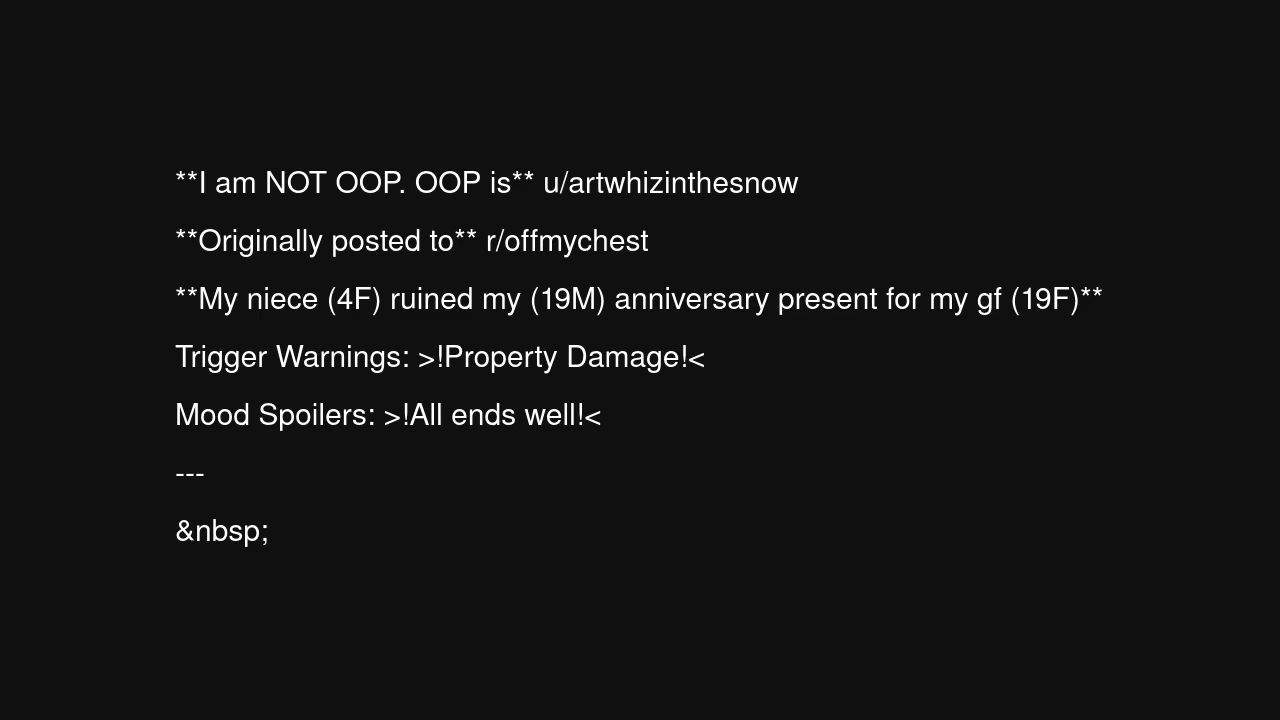 **I am NOT OOP. OOP is** u/artwhizinthesnow
**Originally posted to** r/offmychest
**My niece (4F) ruined my (19M) anniversary present for my gf (19F)**
Trigger Warnings: >!Property Damage!<
Mood Spoilers: >!All ends well!<
---
&nbsp;